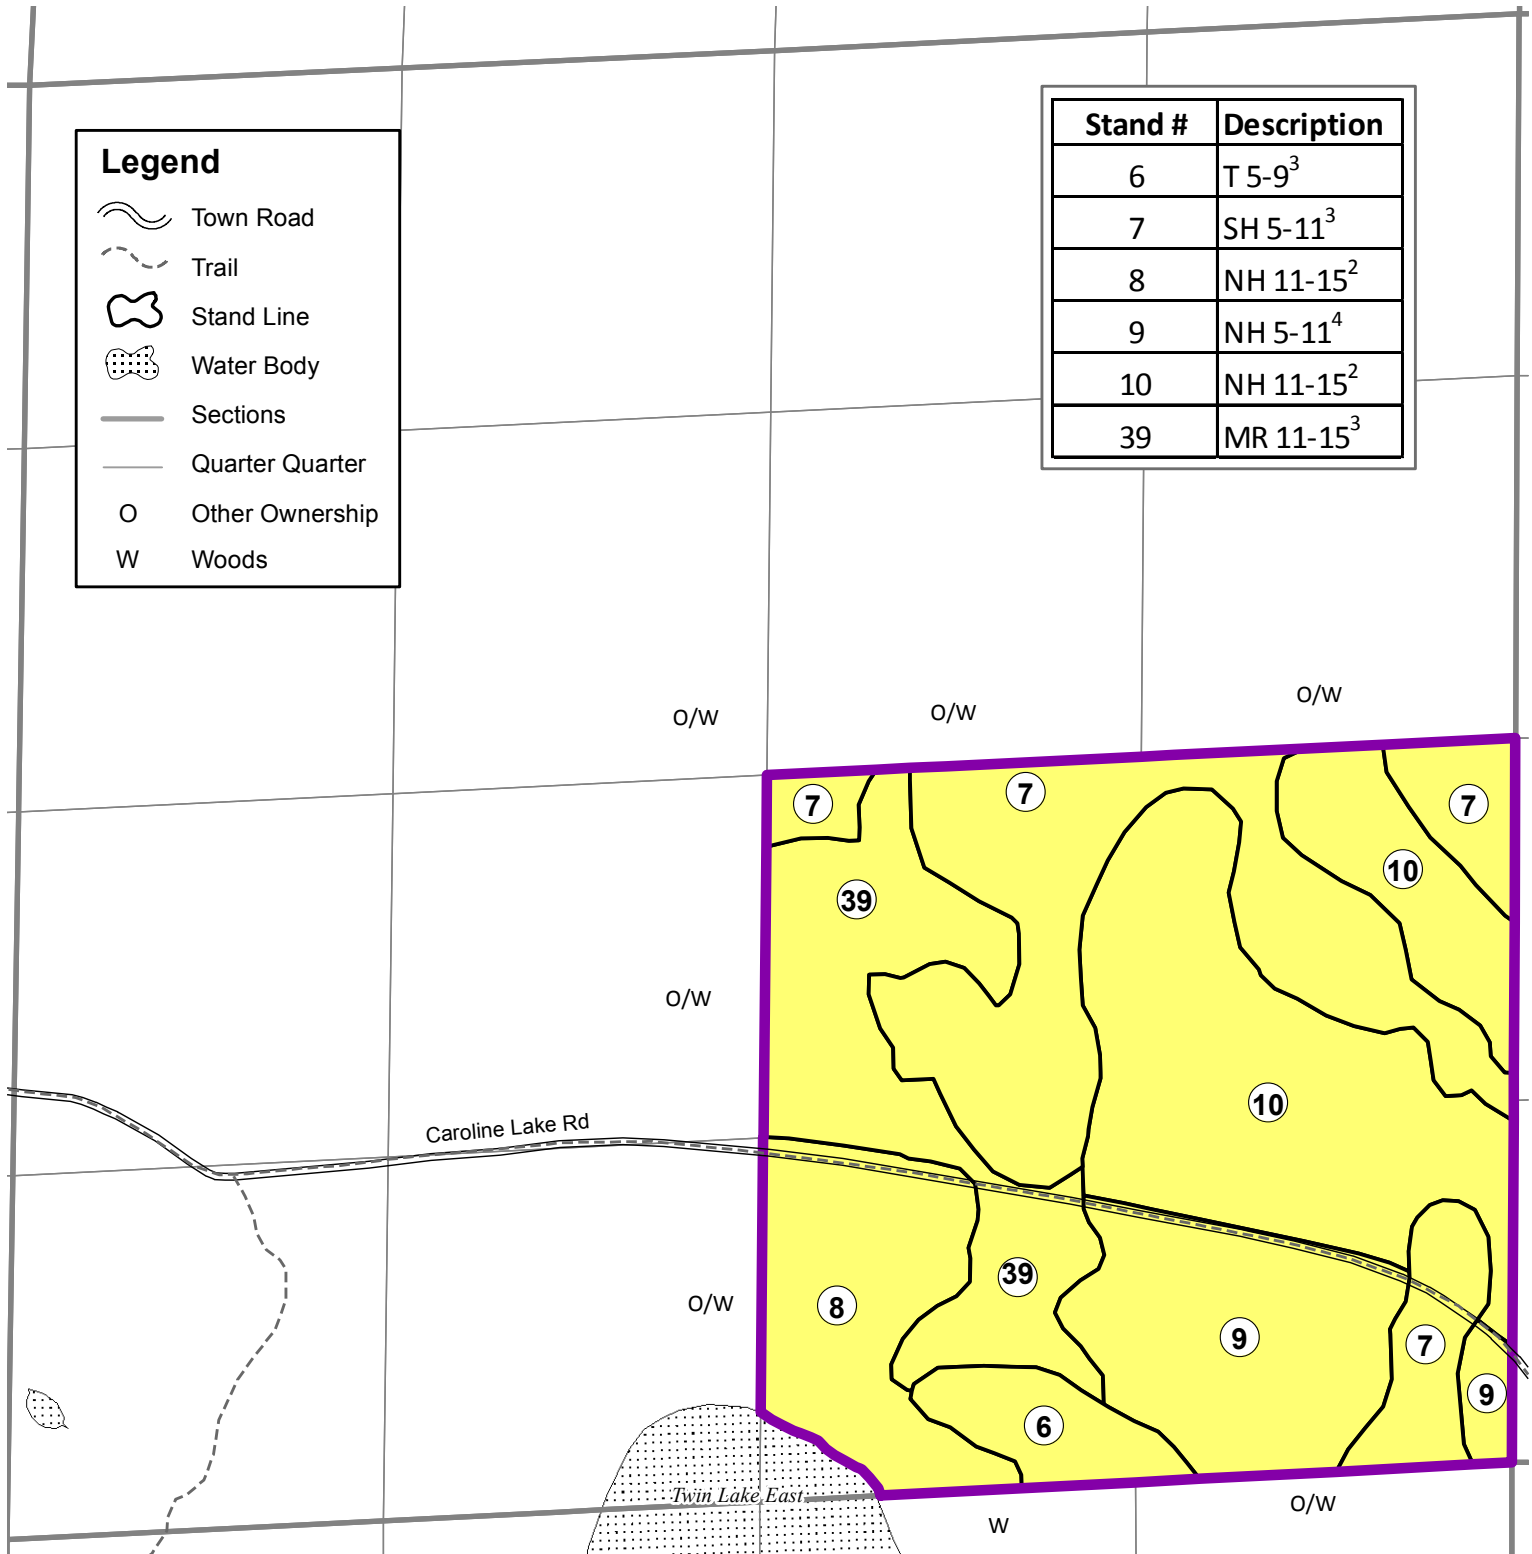 Legend
Town Road
Trail
Stand Line
Water Body
Sections
Quarter Quarter
O Other Ownership
W Woods
Stand # Description
6 T 5-9³
7 SH 5-11³
8 NH 11-15²
9 NH 5-11⁴
10 NH 11-15²
39 MR 11-15³
O/W
O/W
O/W
7
7
7
10
39
O/W
10
Caroline Lake Rd
39
O/W
8
9
7
9
6
Twin Lake East
O/W
W